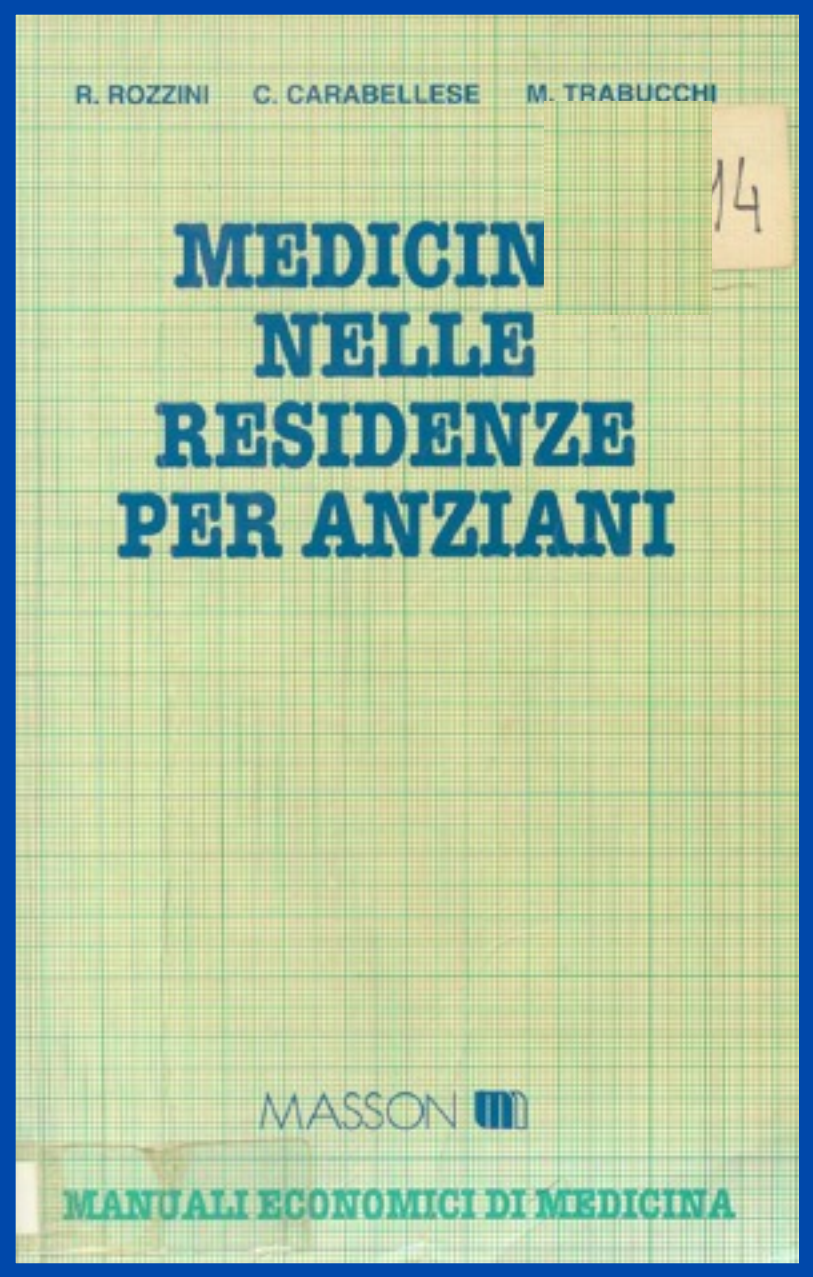 R. ROZZINI C. CARABELLESE M. TRABUCCHI
14
MEDICIN
NELLE
RESIDENZE
PER ANZIANI
MASSON m
MANUALI ECONOMICI DI MEDICINA